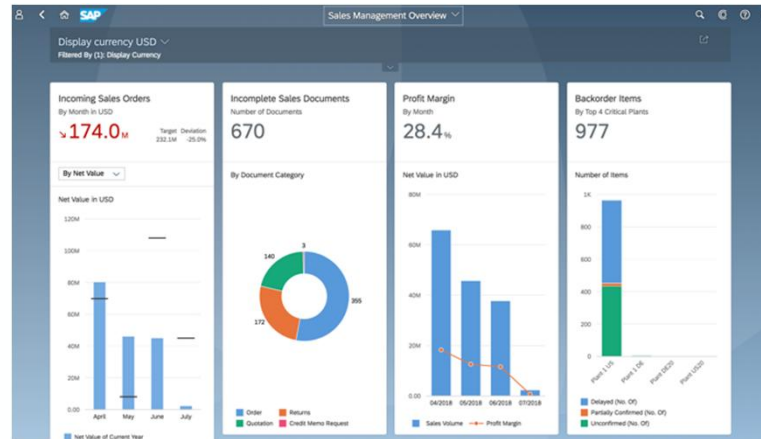 SAP
Sales Management Overview
Display currency USD
Filtered By (1): Display Currency
Incoming Sales Orders
By Month in USD
174.0 M
Target Deviation
232.1M -25.0%
By Net Value
Net Value in USD
120M
100M
80M
60M
40M
20M
0.00
April May June July
Net Value of Current Year
Incomplete Sales Documents
Number of Documents
670
By Document Category
3
140
355
172
Order Returns
Quotation Credit Memo Request
Profit Margin
By Month
28.4%
Net Value in USD
80M
60M
40M
20M
0.00
04/2018 05/2018 06/2018 07/2018
Sales Volume Profit Margin
Backorder Items
By Top 4 Critical Plants
977
Number of Items
1K
800
600
400
200
0
Plant 1 US Plant 1 DE Plant DE20 Plant US20
Delayed (No. Of)
Partially Confirmed (No. Of)
Unconfirmed (No. Of)